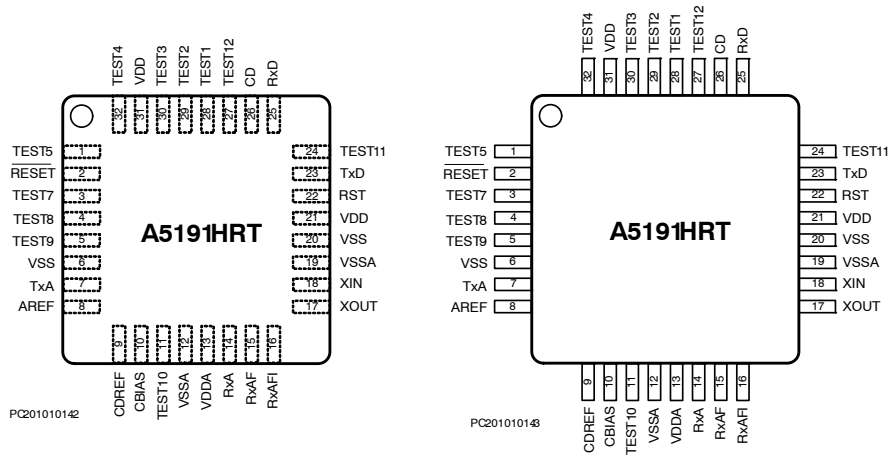 TEST4
VDD
TEST3
TEST2
TEST1
TEST12
CD
RxD
32
31
30
29
28
27
26
25
TEST5 1
RESET 2
TEST7 3
TEST8 4
TEST9 5
VSS 6
TxA 7
AREF 8
A5191HRT
24 TEST11
23 TxD
22 RST
21 VDD
20 VSS
19 VSSA
18 XIN
17 XOUT
9
10
11
12
13
14
15
16
CDREF
CBIAS
TEST10
VSSA
VDDA
RxA
RxAF
RxAFI
PC201010142
TEST4
VDD
TEST3
TEST2
TEST1
TEST12
CD
RxD
32
31
30
29
28
27
26
25
TEST5 1
RESET 2
TEST7 3
TEST8 4
TEST9 5
VSS 6
TxA 7
AREF 8
A5191HRT
24 TEST11
23 TxD
22 RST
21 VDD
20 VSS
19 VSSA
18 XIN
17 XOUT
9
10
11
12
13
14
15
16
CDREF
CBIAS
TEST10
VSSA
VDDA
RxA
RxAF
RxAFI
PC201010143